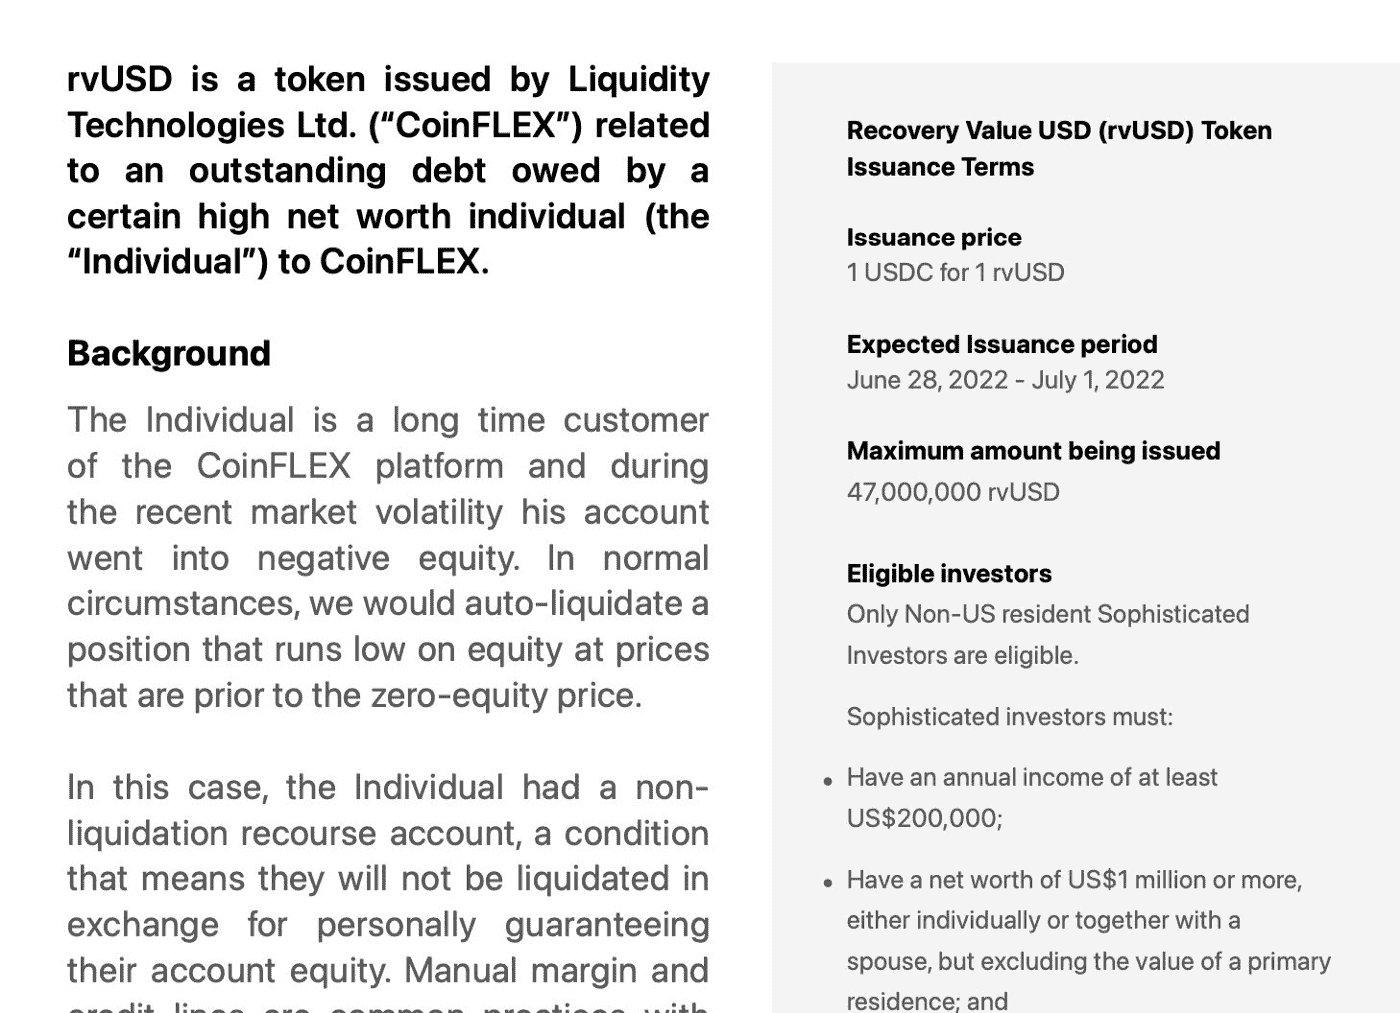 rvUSD is a token issued by Liquidity
Technologies Ltd. (“CoinFLEX”) related
to an outstanding debt owed by a
certain high net worth individual (the
“Individual”) to CoinFLEX.
Background
The Individual is a long time customer
of the CoinFLEX platform and during
the recent market volatility his account
went into negative equity. In normal
circumstances, we would auto-liquidate a
position that runs low on equity at prices
that are prior to the zero-equity price.
In this case, the Individual had a non-
liquidation recourse account, a condition
that means they will not be liquidated in
exchange for personally guaranteeing
their account equity. Manual margin and
credit lines are common practices with
Recovery Value USD (rvUSD) Token
Issuance Terms
Issuance price
1 USDC for 1 rvUSD
Expected Issuance period
June 28, 2022 - July 1, 2022
Maximum amount being issued
47,000,000 rvUSD
Eligible investors
Only Non-US resident Sophisticated
Investors are eligible.
Sophisticated investors must:
• Have an annual income of at least
US$200,000;
• Have a net worth of US$1 million or more,
either individually or together with a
spouse, but excluding the value of a primary
residence; and